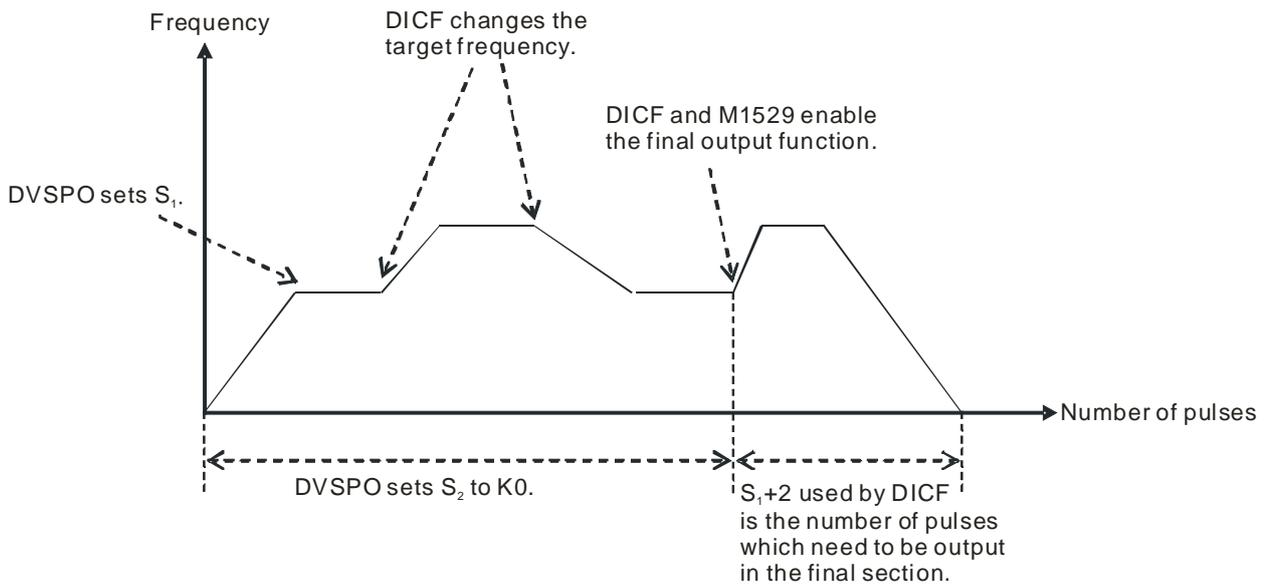 Frequency
DICF changes the
target frequency.
DICF and M1529 enable
the final output function.
DVSPO sets S₁.
Number of pulses
DVSPO sets S₂ to K0.
S₁+2 used by DICF
is the number of pulses
which need to be output
in the final section.